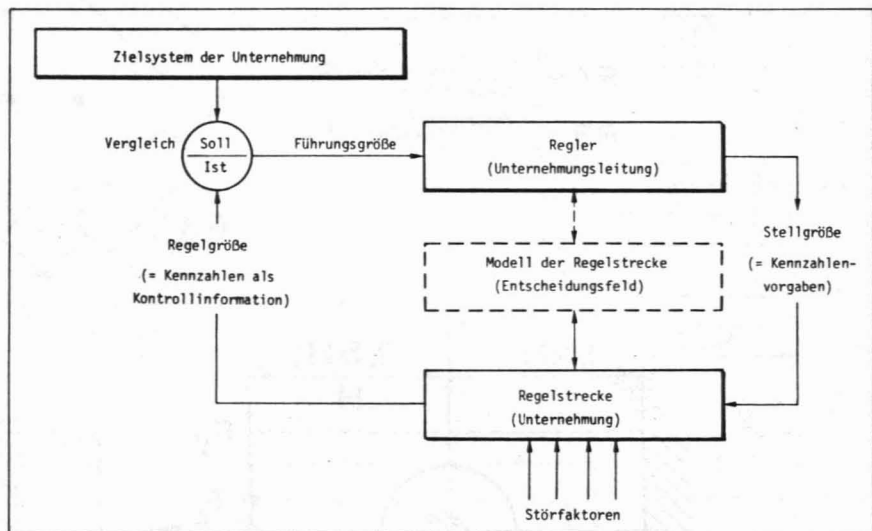 Zielsystem der Unternehmung
Vergleich
Soll
Ist
Führungsgröße
Regler
(Unternehmungsleitung)
Regelgröße
(= Kennzahlen als
Kontrollinformation)
Modell der Regelstrecke
(Entscheidungsfeld)
Stellgröße
(= Kennzahlen-
vorgaben)
Regelstrecke
(Unternehmung)
Störfaktoren